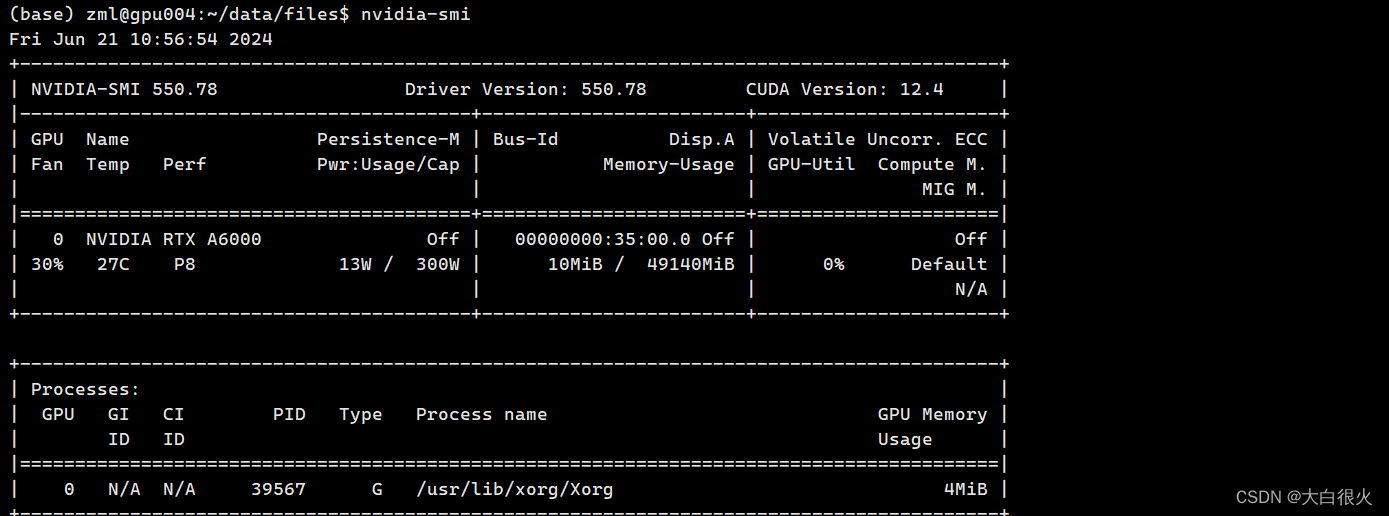 (base) zml@gpu004:~/data/files$ nvidia-smi
Fri Jun 21 10:56:54 2024
+-----------------------------------------------------------------------------------------+
| NVIDIA-SMI 550.78                 Driver Version: 550.78         CUDA Version: 12.4     |
|-----------------------------------------+------------------------+----------------------+
| GPU  Name                 Persistence-M | Bus-Id          Disp.A | Volatile Uncorr. ECC |
| Fan  Temp   Perf          Pwr:Usage/Cap |           Memory-Usage | GPU-Util  Compute M. |
|                                         |                        |               MIG M. |
|=========================================+========================+======================|
|   0  NVIDIA RTX A6000               Off |   00000000:35:00.0 Off |                  Off |
| 30%   27C    P8             13W /  300W |      10MiB /  49140MiB |      0%      Default |
|                                         |                        |                  N/A |
+-----------------------------------------+------------------------+----------------------+

+-----------------------------------------------------------------------------------------+
| Processes:                                                                              |
|  GPU   GI   CI        PID   Type   Process name                              GPU Memory |
|        ID   ID                                                               Usage      |
|=========================================================================================|
|    0   N/A  N/A     39567      G   /usr/lib/xorg/Xorg                              4MiB |
+-----------------------------------------------------------------------------------------+
CSDN @大白很火